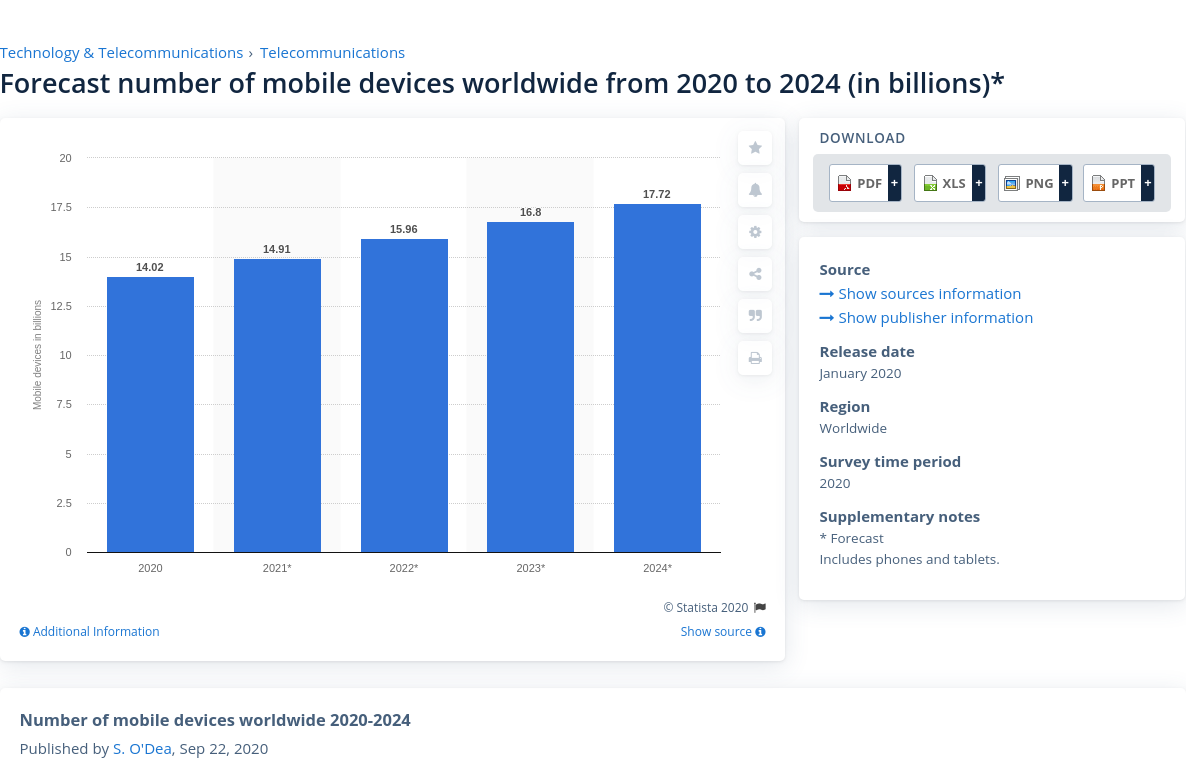 Technology & Telecommunications › Telecommunications
Forecast number of mobile devices worldwide from 2020 to 2024 (in billions)*
20
17.5
15
12.5
10
7.5
5
2.5
0
Mobile devices in billions
14.02
14.91
15.96
16.8
17.72
2020
2021*
2022*
2023*
2024*
© Statista 2020
Additional Information
Show source
DOWNLOAD
PDF + XLS + PNG + PPT +
Source
Show sources information
Show publisher information
Release date
January 2020
Region
Worldwide
Survey time period
2020
Supplementary notes
* Forecast
Includes phones and tablets.
Number of mobile devices worldwide 2020-2024
Published by S. O'Dea, Sep 22, 2020